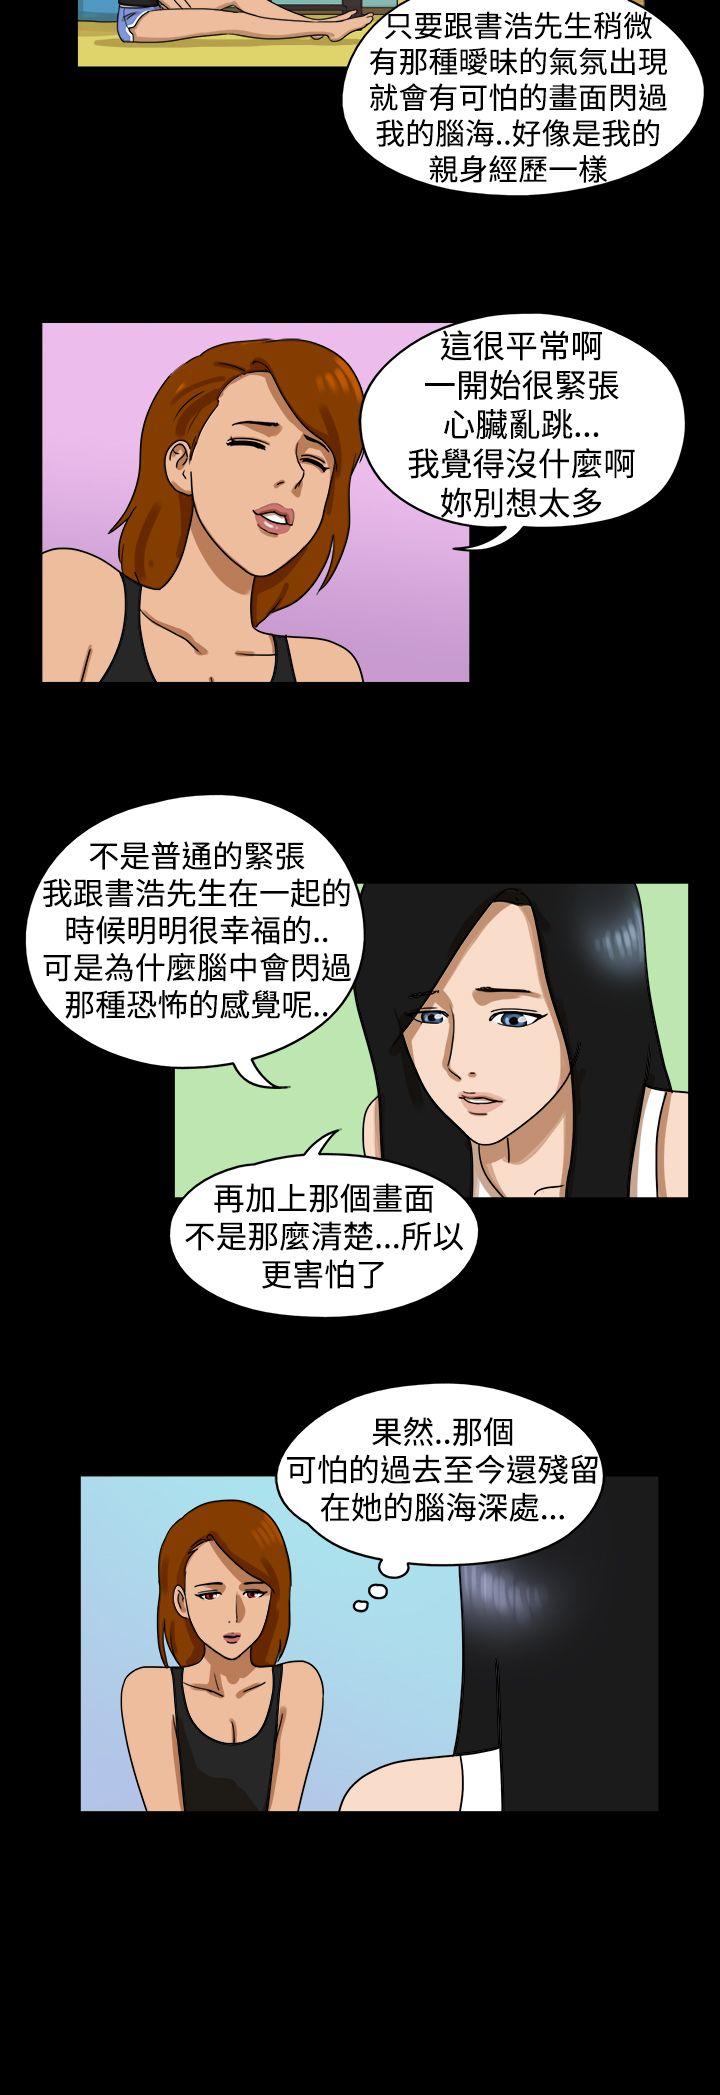 只要跟書浩先生稍微
有那種曖昧的氣氛出現
就會有可怕的畫面閃過
我的腦海..好像是我的
親身經歷一樣
這很平常啊
一開始很緊張
心臟亂跳...
我覺得沒什麼啊
妳別想太多
不是普通的緊張
我跟書浩先生在一起的
時候明明很幸福的..
可是為什麼腦中會閃過
那種恐怖的感覺呢..
再加上那個畫面
不是那麼清楚...所以
更害怕了
果然..那個
可怕的過去至今還殘留
在她的腦海深處...